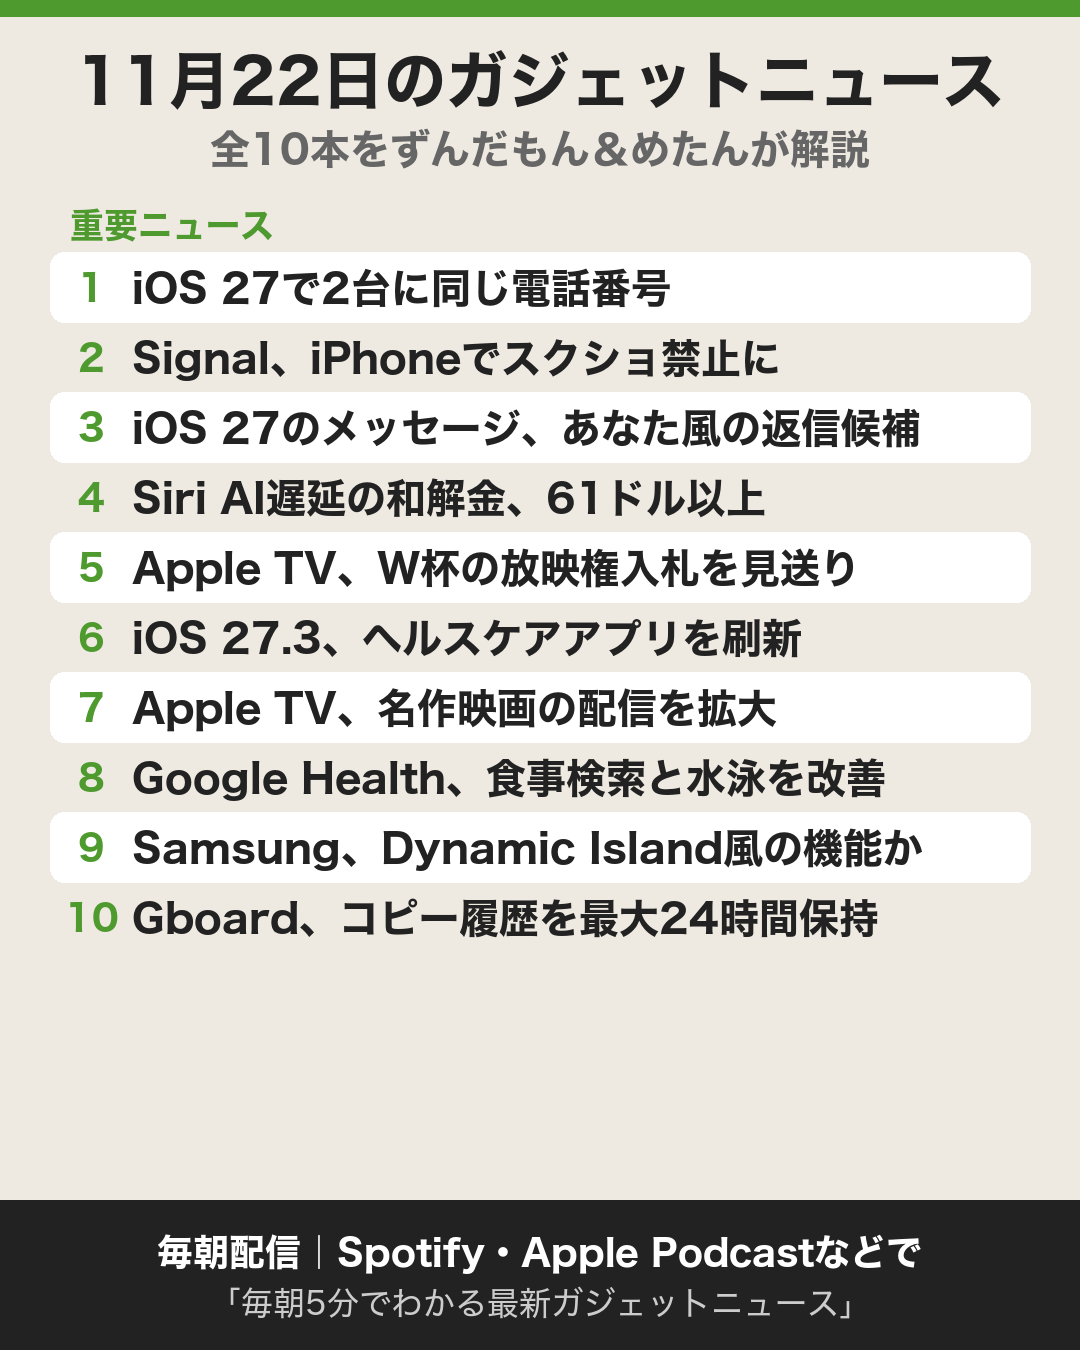 11月22日のガジェットニュース
全10本をずんだもん＆めたんが解説
重要ニュース
1 iOS 27で2台に同じ電話番号
2 Signal、iPhoneでスクショ禁止に
3 iOS 27のメッセージ、あなた風の返信候補
4 Siri AI遅延の和解金、61ドル以上
5 Apple TV、W杯の放映権入札を見送り
6 iOS 27.3、ヘルスケアアプリを刷新
7 Apple TV、名作映画の配信を拡大
8 Google Health、食事検索と水泳を改善
9 Samsung、Dynamic Island風の機能か
10 Gboard、コピー履歴を最大24時間保持
毎朝配信｜Spotify・Apple Podcastなどで
「毎朝5分でわかる最新ガジェットニュース」